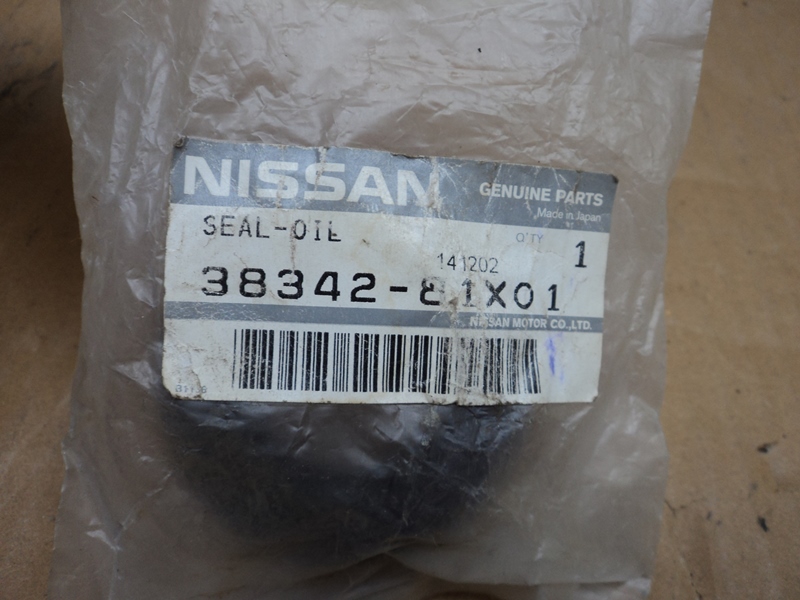 NISSAN GENUINE PARTS
Made in Japan
SEAL-OIL Q'TY 1
141202
38342-81X01
NISSAN MOTOR CO.,LTD.